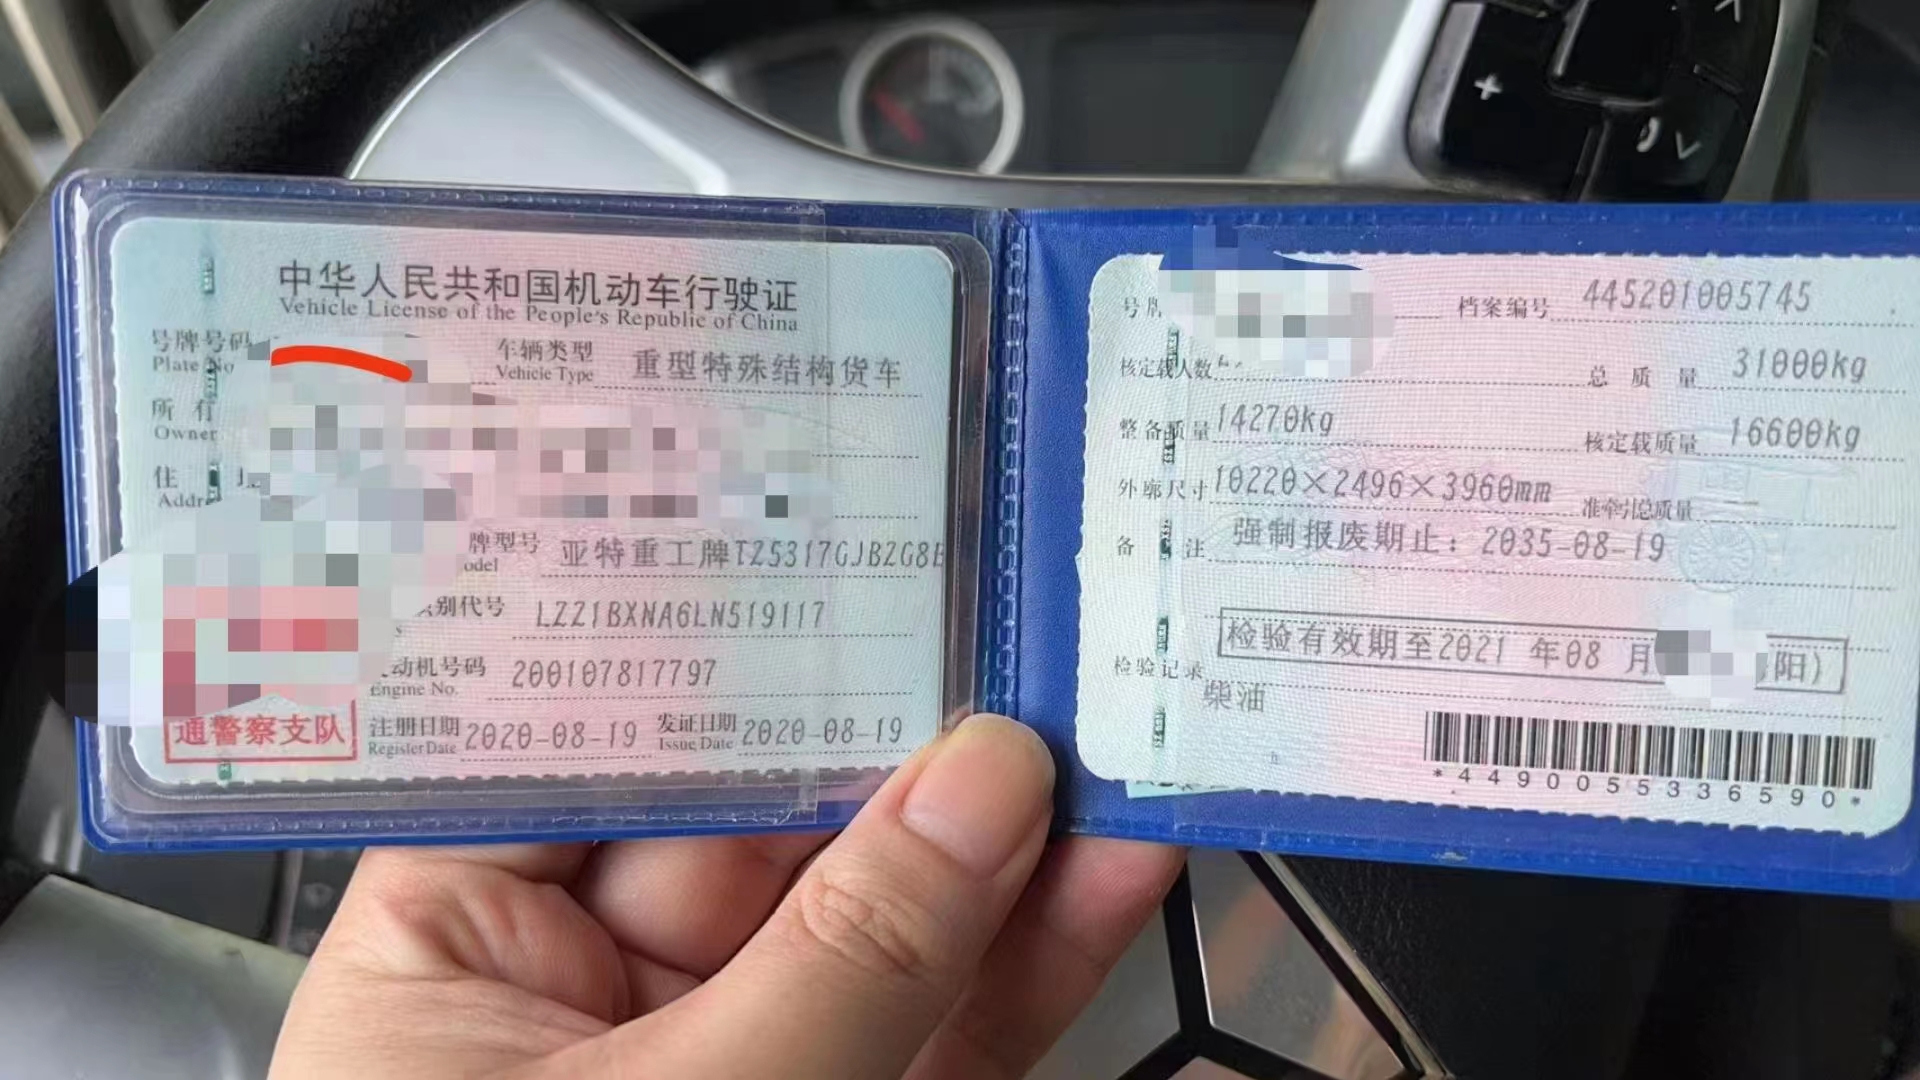 中华人民共和国机动车行驶证
Vehicle License of the People's Republic of China
号牌号码
Plate No
车辆类型 重型特殊结构货车
Vehicle Type
所有
Owner
住
Addre
牌型号 亚特重工牌TZ5317GJBZG8E
odel
别代号 LZZ1BXNA6LN519117
动机号码 200107817797
Engine No.
注册日期 2020-08-19 发证日期 2020-08-19
Register Date Issue Date
通警察支队
号牌 档案编号 445201005745
核定载人数 总质量 31000kg
整备质量 14270kg 核定载质量 16600kg
外廓尺寸 10220×2496×3960mm 准牵引总质量 —
备注 强制报废期止：2035-08-19
检验有效期至2021 年08 月 阳）
检验记录
柴油
*4490055336590*